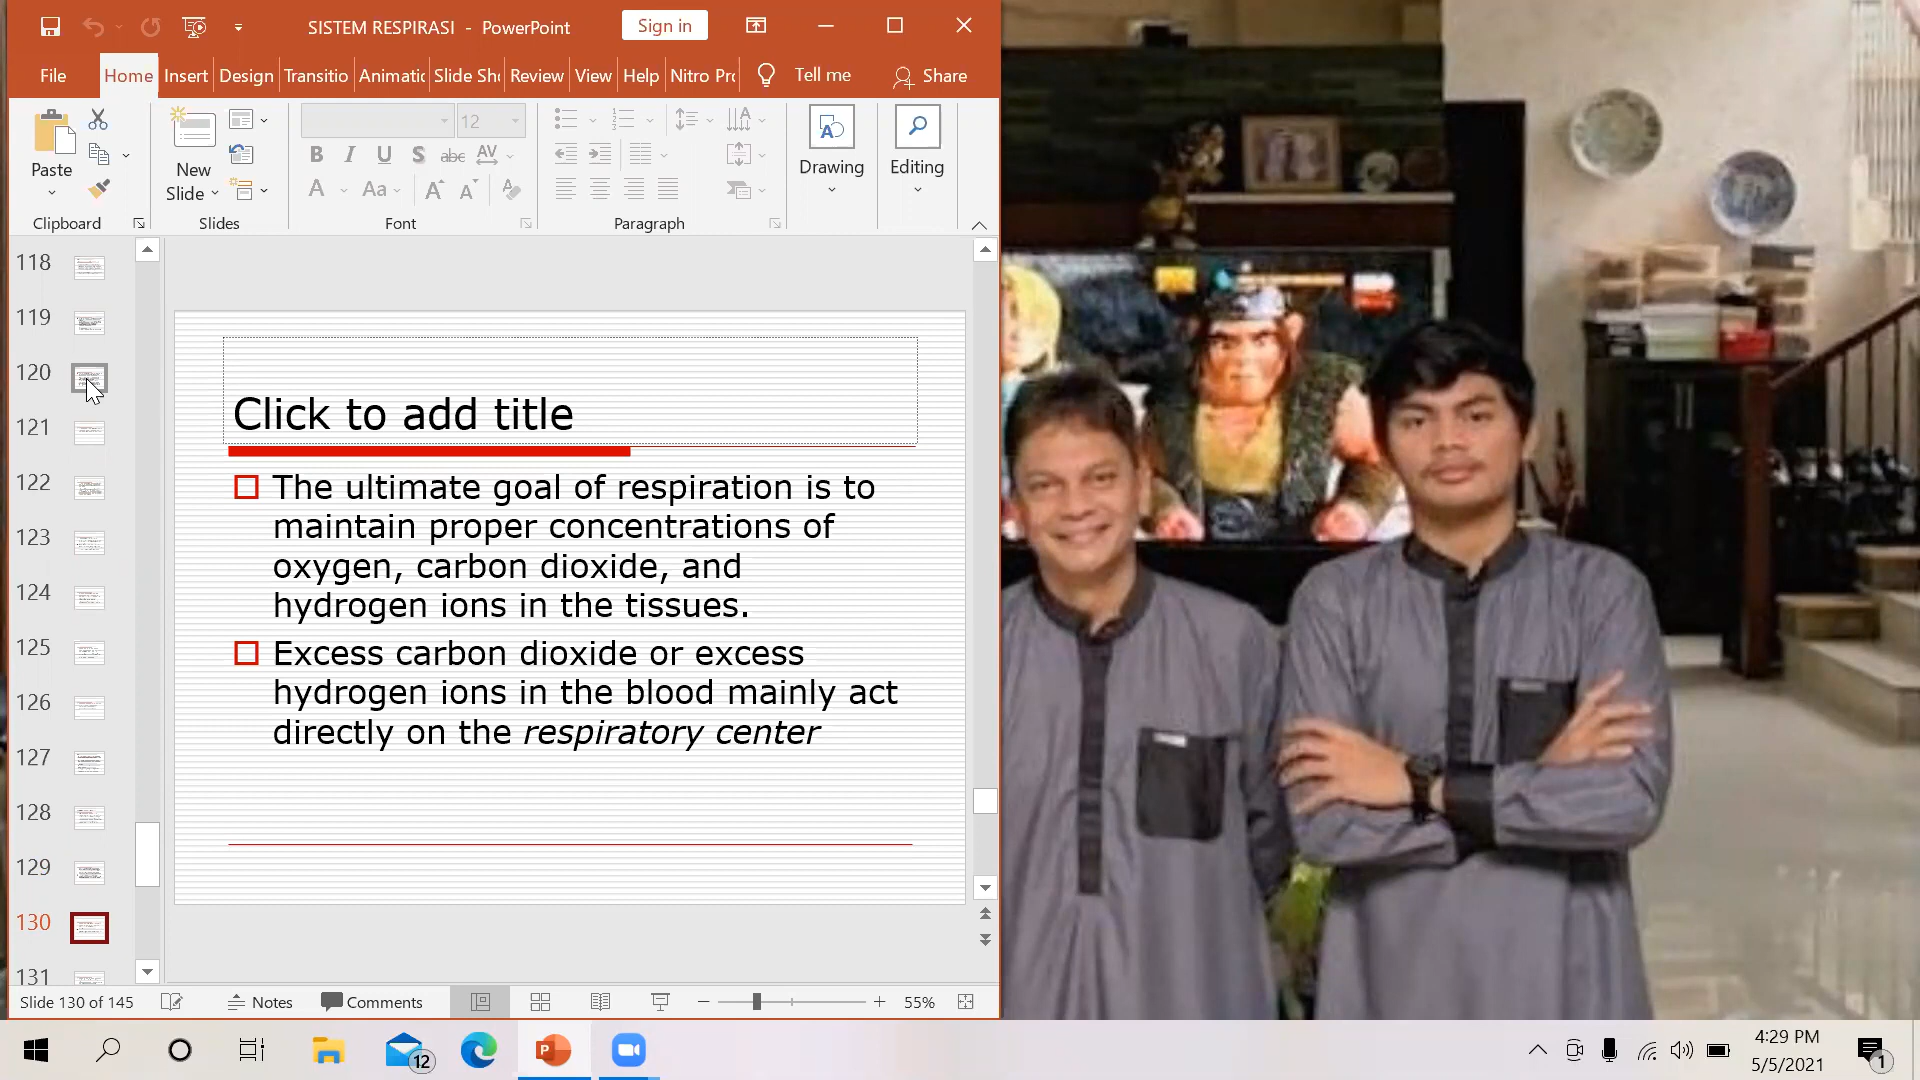 SISTEM RESPIRASI - PowerPoint
Sign in
File Home Insert Design Transitio Animatic Slide Sh Review View Help Nitro Pr Tell me Share
12
Paste
New
Slide
Drawing
Editing
Clipboard Slides Font Paragraph
118
119
120
121
122
123
124
125
126
127
128
129
130
131
Click to add title
The ultimate goal of respiration is to
maintain proper concentrations of
oxygen, carbon dioxide, and
hydrogen ions in the tissues.
Excess carbon dioxide or excess
hydrogen ions in the blood mainly act
directly on the respiratory center
Slide 130 of 145 Notes Comments 55%
12
4:29 PM
5/5/2021
1